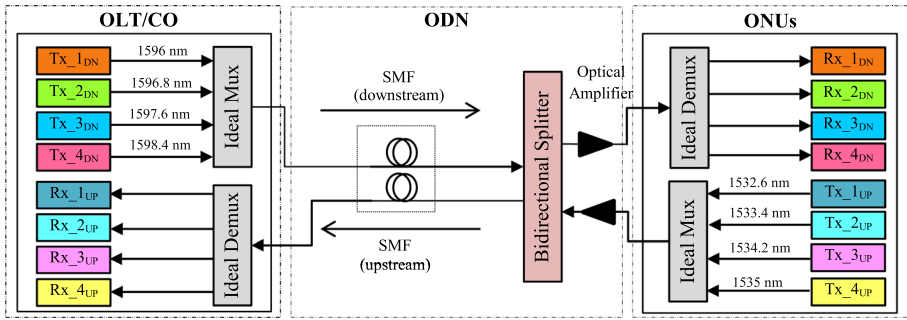 OLT/CO
ODN
ONUs
Tx_1DN
1596 nm
Tx_2DN
1596.8 nm
Tx_3DN
1597.6 nm
Tx_4DN
1598.4 nm
Ideal Mux
Rx_1UP
Rx_2UP
Rx_3UP
Rx_4UP
Ideal Demux
SMF
(downstream)
SMF
(upstream)
Bidirectional Splitter
Optical
Amplifier
Ideal Demux
Rx_1DN
Rx_2DN
Rx_3DN
Rx_4DN
Ideal Mux
1532.6 nm
Tx_1UP
1533.4 nm
Tx_2UP
1534.2 nm
Tx_3UP
1535 nm
Tx_4UP